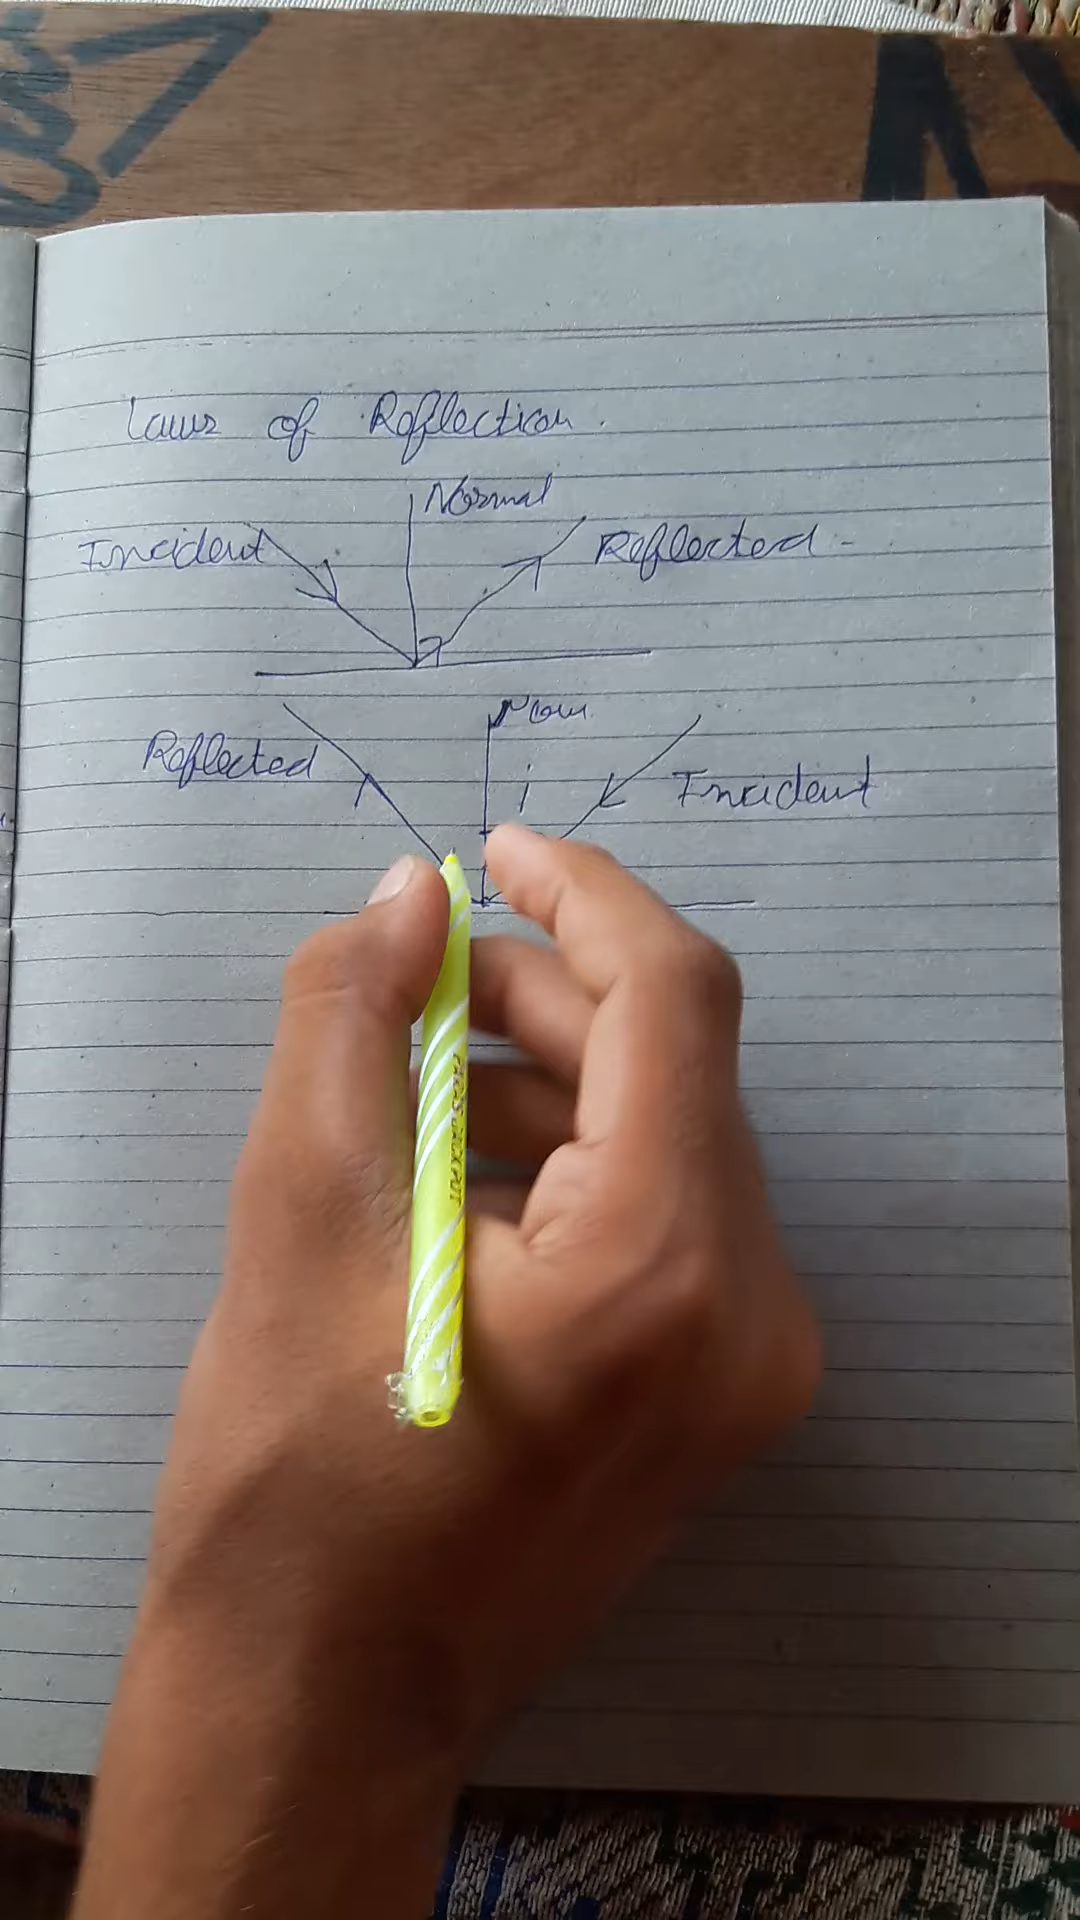 Laws of Reflection.
Normal
Incident
Reflected
Reflected
Incident
i